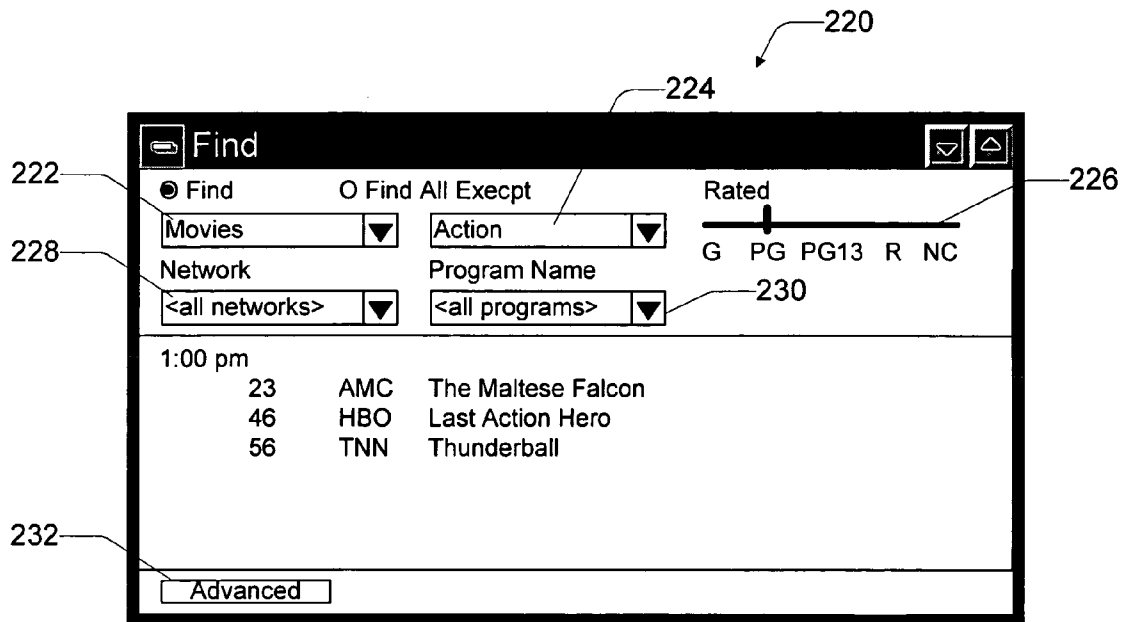 220
224
Find
222
Find O Find All Execpt Rated
226
Movies Action
G PG PG13 R NC
228
Network Program Name
230
<all networks> <all programs>
1:00 pm
23 AMC The Maltese Falcon
46 HBO Last Action Hero
56 TNN Thunderball
232
Advanced